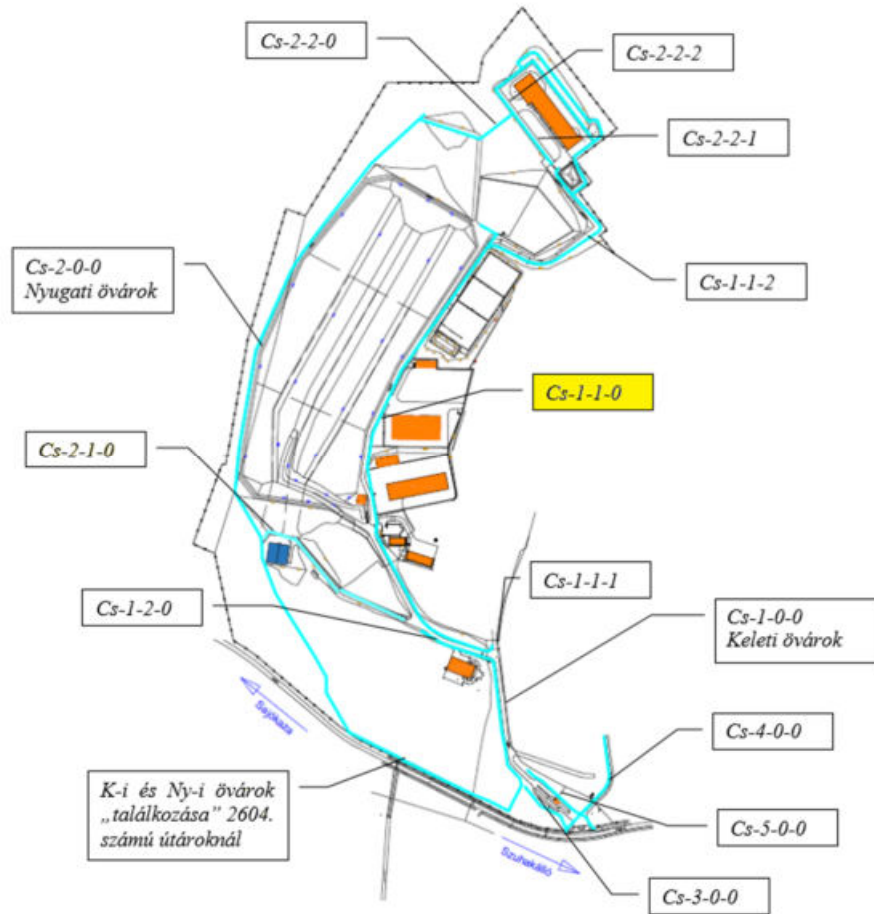 Cs-2-2-0
Cs-2-2-2
Cs-2-2-1
Cs-2-0-0
Nyugati övárok
Cs-1-1-2
Cs-1-1-0
Cs-2-1-0
Cs-1-1-1
Cs-1-2-0
Cs-1-0-0
Keleti övárok
Sajókaza
Cs-4-0-0
K-i és Ny-i övárok
„találkozása” 2604.
számú útároknál
Cs-5-0-0
Szuhakálló
Cs-3-0-0